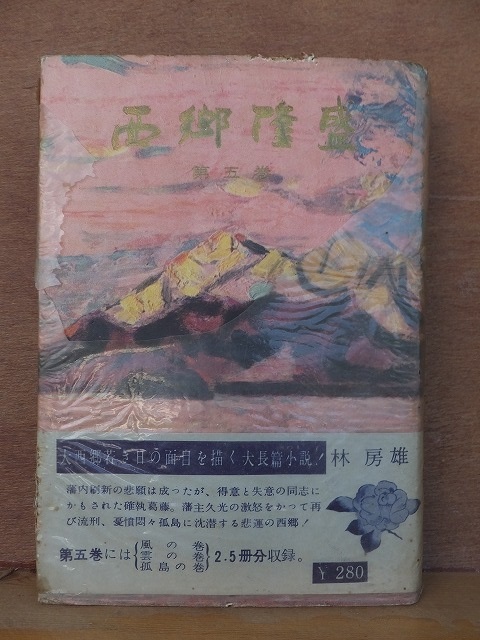 西郷隆盛
第五巻
大西郷若き日の面目を描く大長篇小説！ 林房雄
藩内刷新の悲願は成ったが、得意と失意の同志に
かもされた確執葛藤。藩主久光の激怒をかって再
び流刑、憂憤悶々孤島に沈潜する悲運の西郷！
第五巻には{風の巻
雲の巻
孤島の巻}2.5册分収録。
￥280